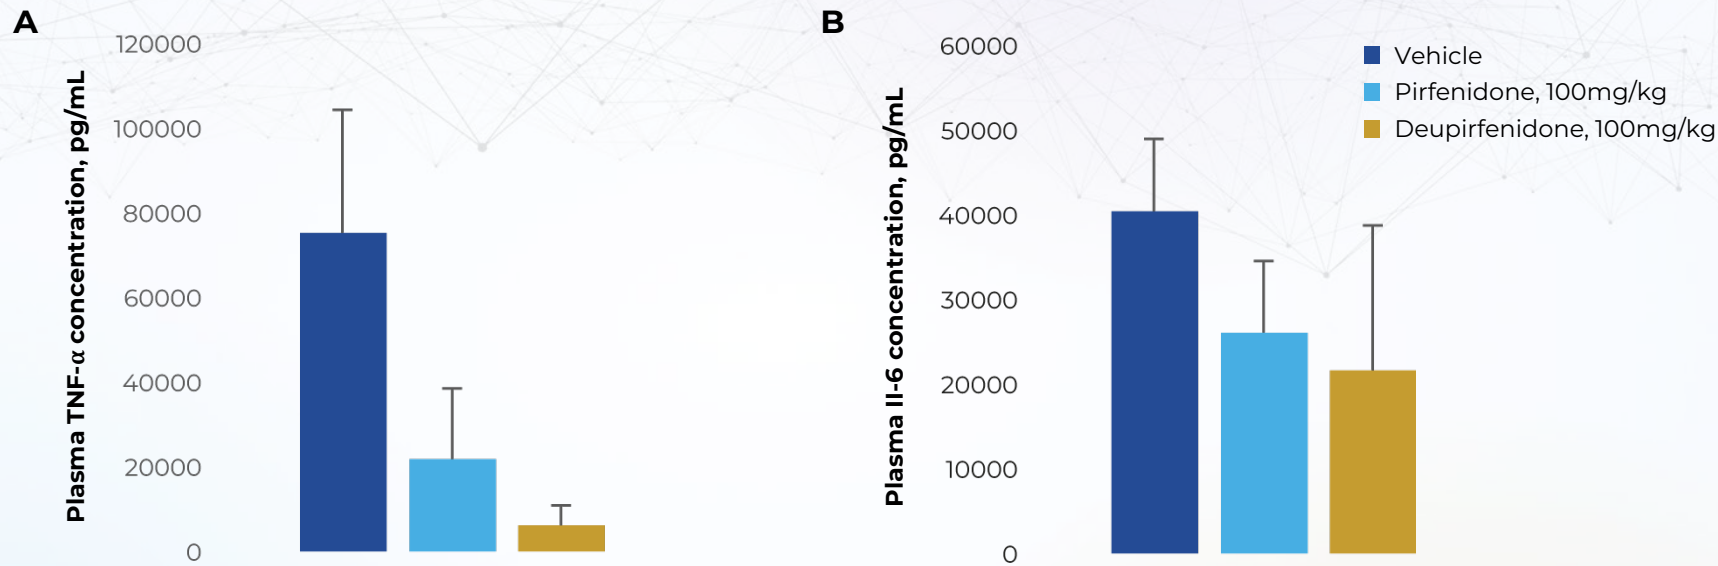 A
Plasma TNF-α concentration, pg/mL
120000
100000
80000
60000
40000
20000
0
B
Plasma Il-6 concentration, pg/mL
60000
50000
40000
30000
20000
10000
0
Vehicle
Pirfenidone, 100mg/kg
Deupirfenidone, 100mg/kg